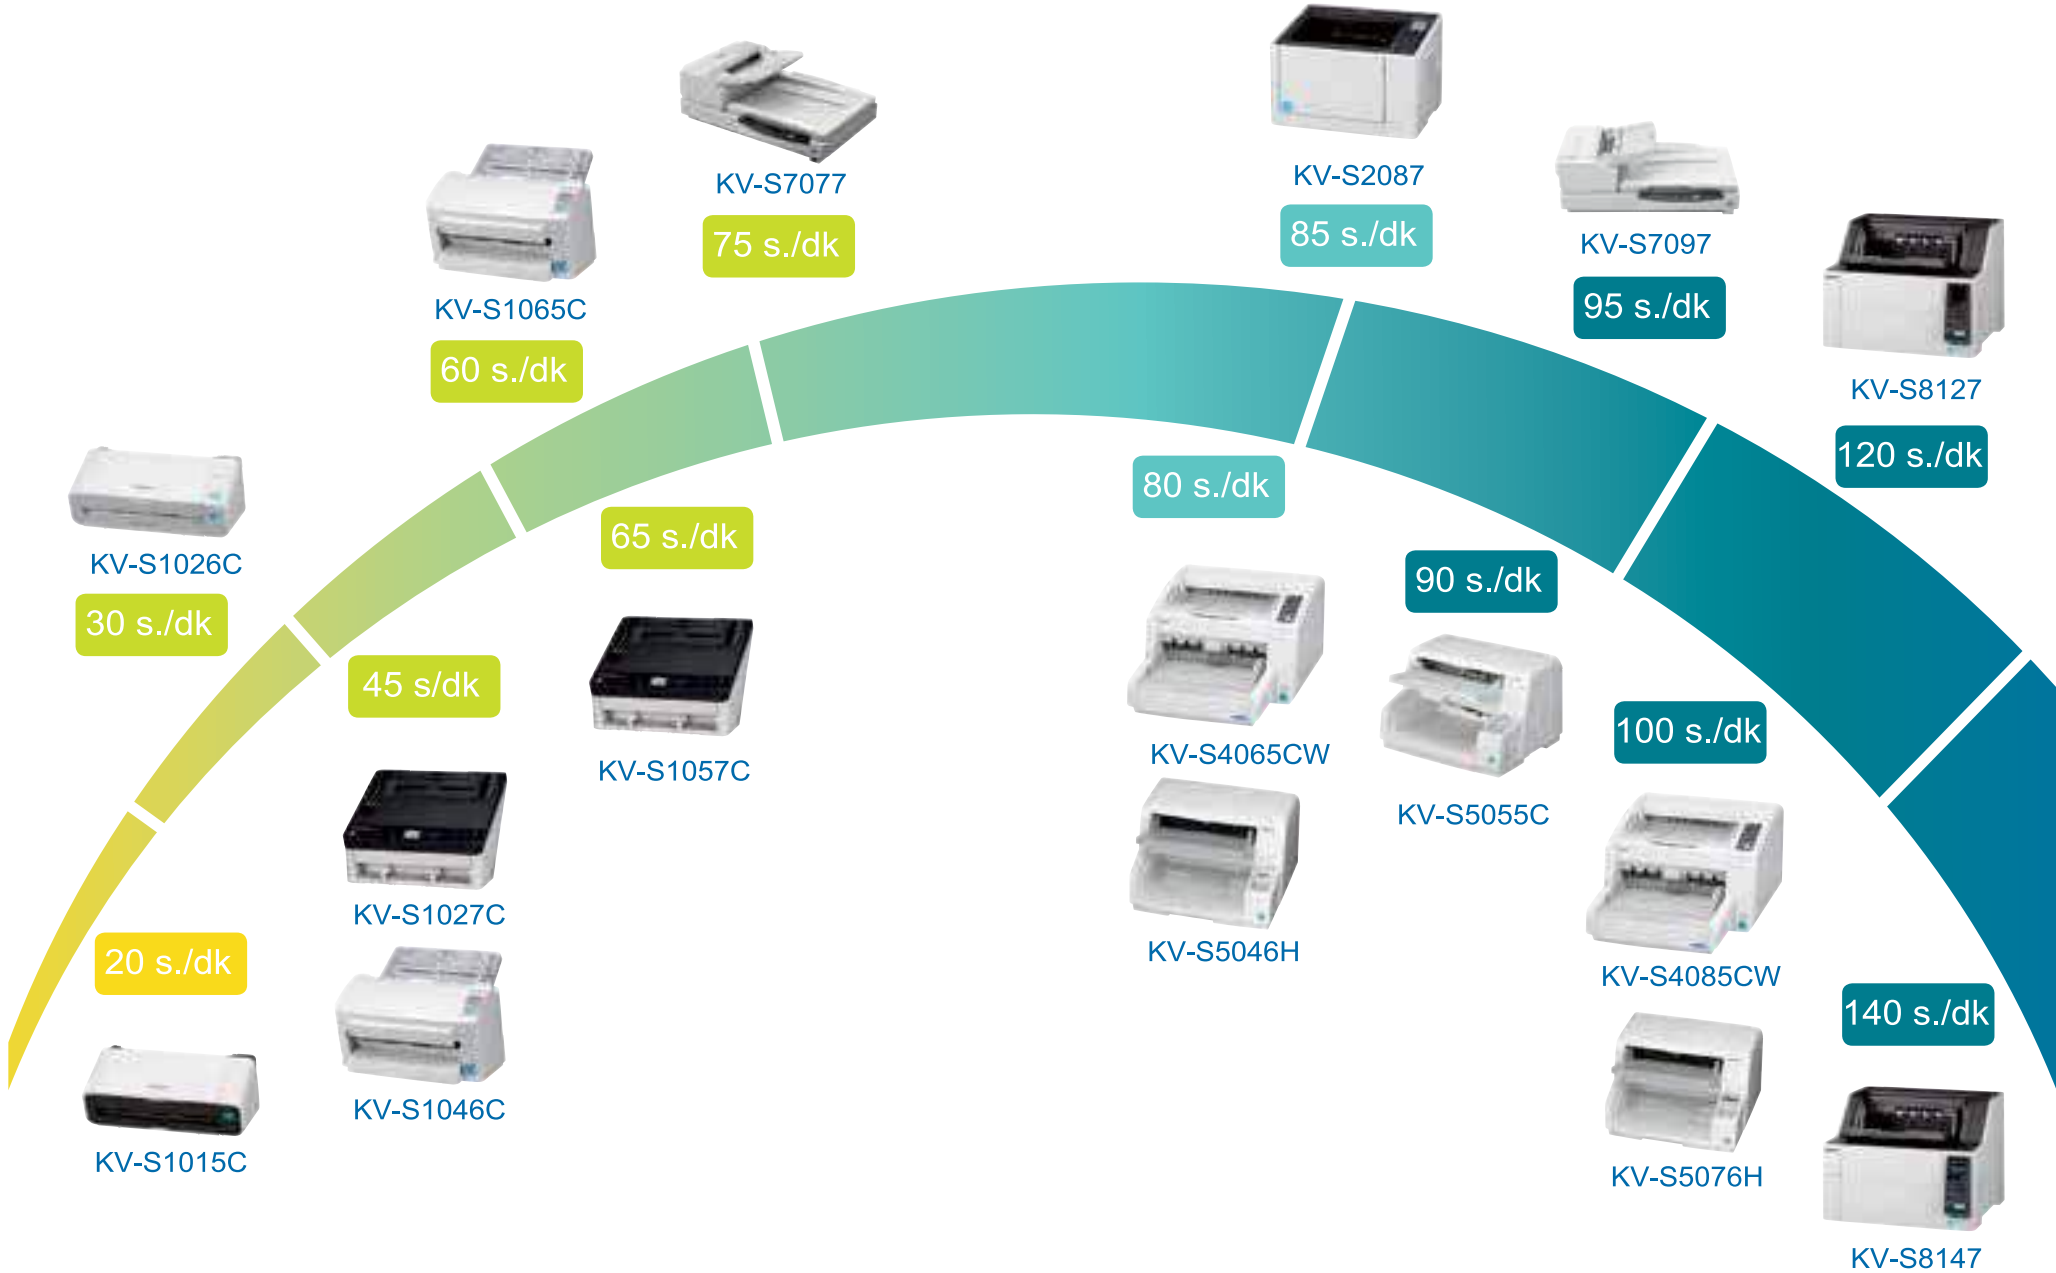 KV-S2087
85 s./dk
KV-S7077
75 s./dk
KV-S7097
95 s./dk
KV-S1065C
60 s./dk
KV-S8127
120 s./dk
KV-S1026C
30 s./dk
65 s./dk
KV-S1057C
80 s./dk
KV-S4065CW
KV-S5046H
90 s./dk
KV-S5055C
45 s/dk
KV-S1027C
KV-S1046C
100 s./dk
KV-S4085CW
KV-S5076H
20 s./dk
KV-S1015C
140 s./dk
KV-S8147